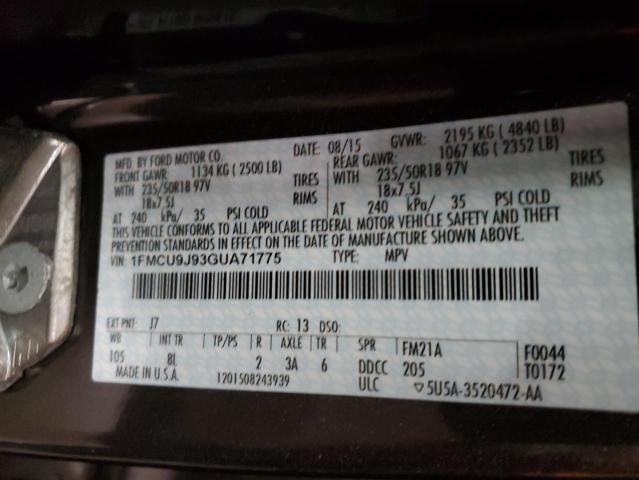 MFD. BY FORD MOTOR CO. DATE: 08/15 GVWR: 2195 KG ( 4840 LB)
FRONT GAWR: 1134 KG ( 2500 LB) REAR GAWR: 1067 KG ( 2352 LB)
WITH 235/50R18 97V TIRES WITH 235/50R18 97V TIRES
18x7.5J RIMS 18x7.5J RIMS
AT 240 kPa/ 35 PSI COLD AT 240 kPa/ 35 PSI COLD
THIS VEHICLE CONFORMS TO ALL APPLICABLE FEDERAL MOTOR VEHICLE SAFETY AND THEFT
PREVENTION STANDARDS IN EFFECT ON THE DATE OF MANUFACTURE SHOWN ABOVE.
VIN: 1FMCU9J93GUA71775 TYPE: MPV
EXT PNT: J7 RC: 13 DSO:
WB INT TR TP/PS R AXLE TR SPR FM21A F0044
105 8L 2 3A 6 DDCC 205 T0172
MADE IN U.S.A. 1201508243939 ULC 5U5A-3520472-AA